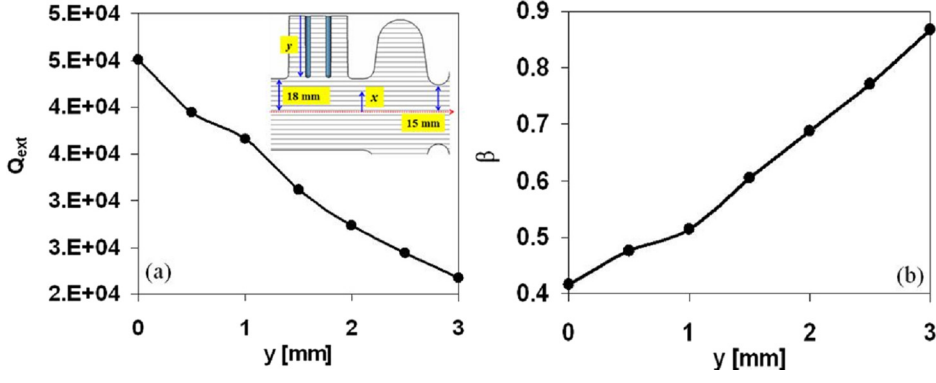 5.E+04
5.E+04
4.E+04
4.E+04
3.E+04
3.E+04
2.E+04
Qext
0
1
2
3
y [mm]
(a)
y
18 mm
x
15 mm
0.9
0.8
0.7
0.6
0.5
0.4
β
0
1
2
3
y [mm]
(b)